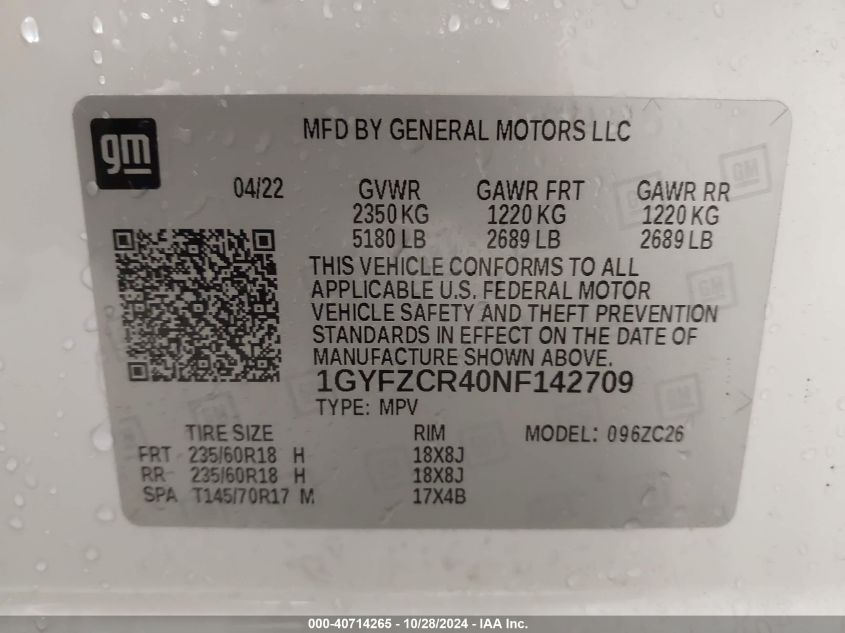 gm
MFD BY GENERAL MOTORS LLC
04/22 GVWR GAWR FRT GAWR RR
2350 KG 1220 KG 1220 KG
5180 LB 2689 LB 2689 LB
THIS VEHICLE CONFORMS TO ALL
APPLICABLE U.S. FEDERAL MOTOR
VEHICLE SAFETY AND THEFT PREVENTION
STANDARDS IN EFFECT ON THE DATE OF
MANUFACTURE SHOWN ABOVE.
1GYFZCR40NF142709
TYPE: MPV
TIRE SIZE RIM MODEL: 096ZC26
FRT 235/60R18 H 18X8J
RR 235/60R18 H 18X8J
SPA T145/70R17 M 17X4B
000-40714265 - 10/28/2024 - IAA Inc.